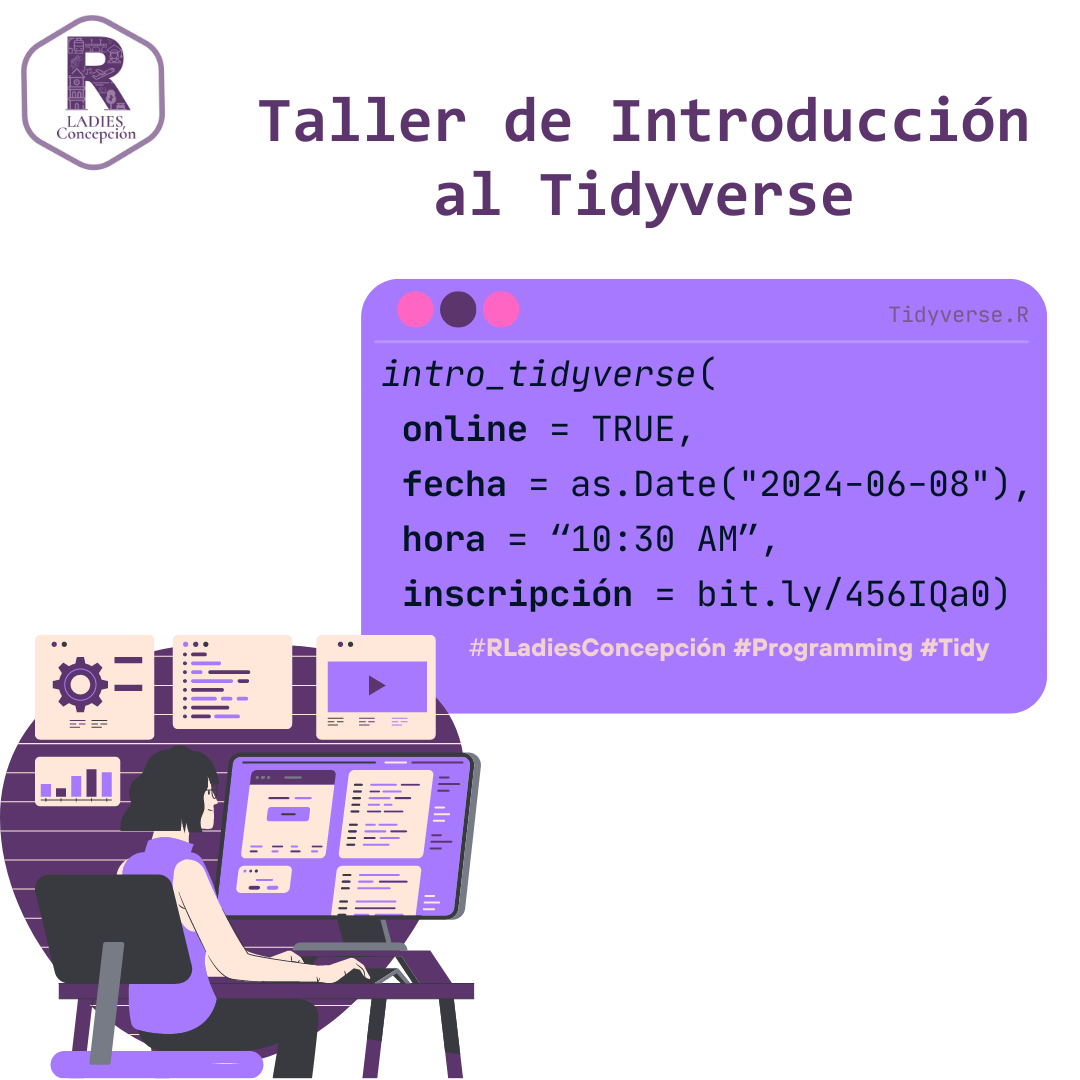 R
LADIES
Concepción
Taller de Introducción
al Tidyverse
Tidyverse.R
intro_tidyverse(
online = TRUE,
fecha = as.Date("2024-06-08"),
hora = “10:30 AM”,
inscripción = bit.ly/456IQa0)
#RLadiesConcepción #Programming #Tidy